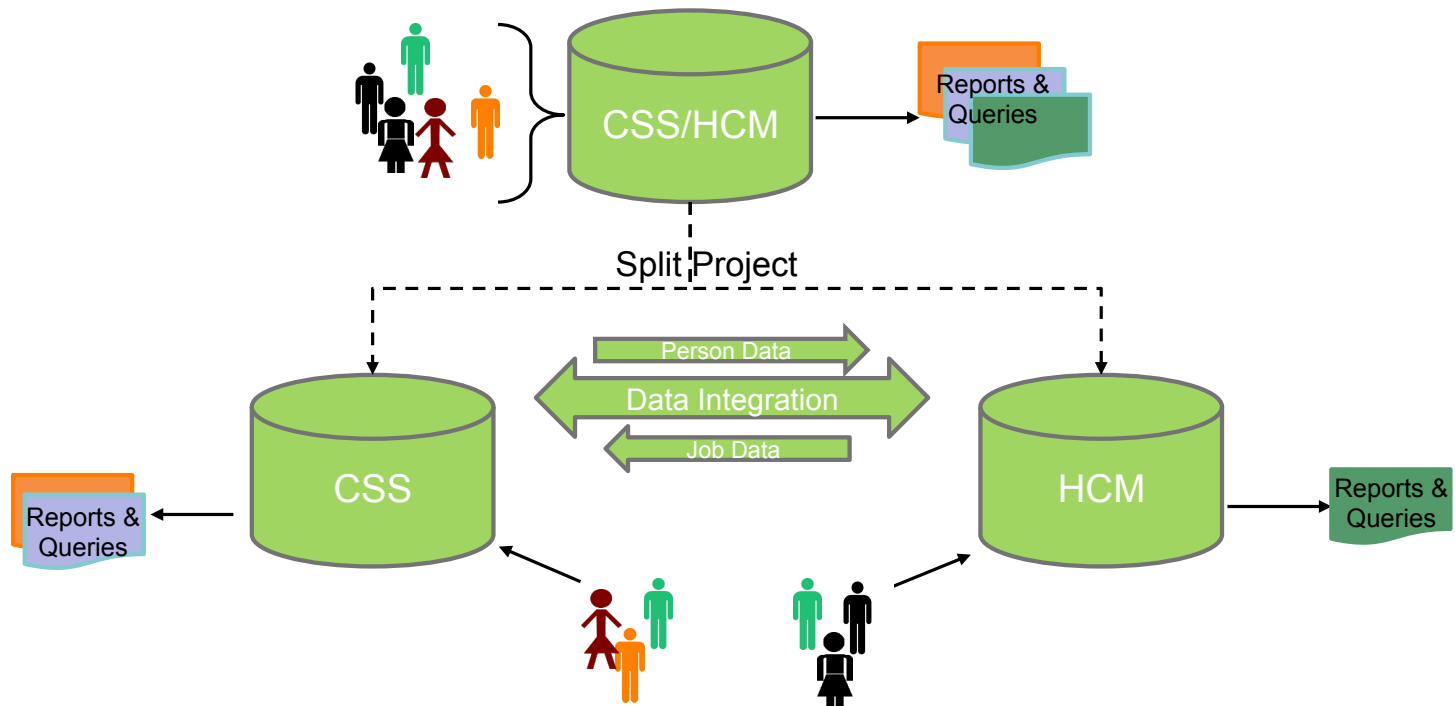 CSS/HCM
Reports &
Queries
Split Project
Person Data
Data Integration
Job Data
CSS
HCM
Reports &
Queries
Reports &
Queries